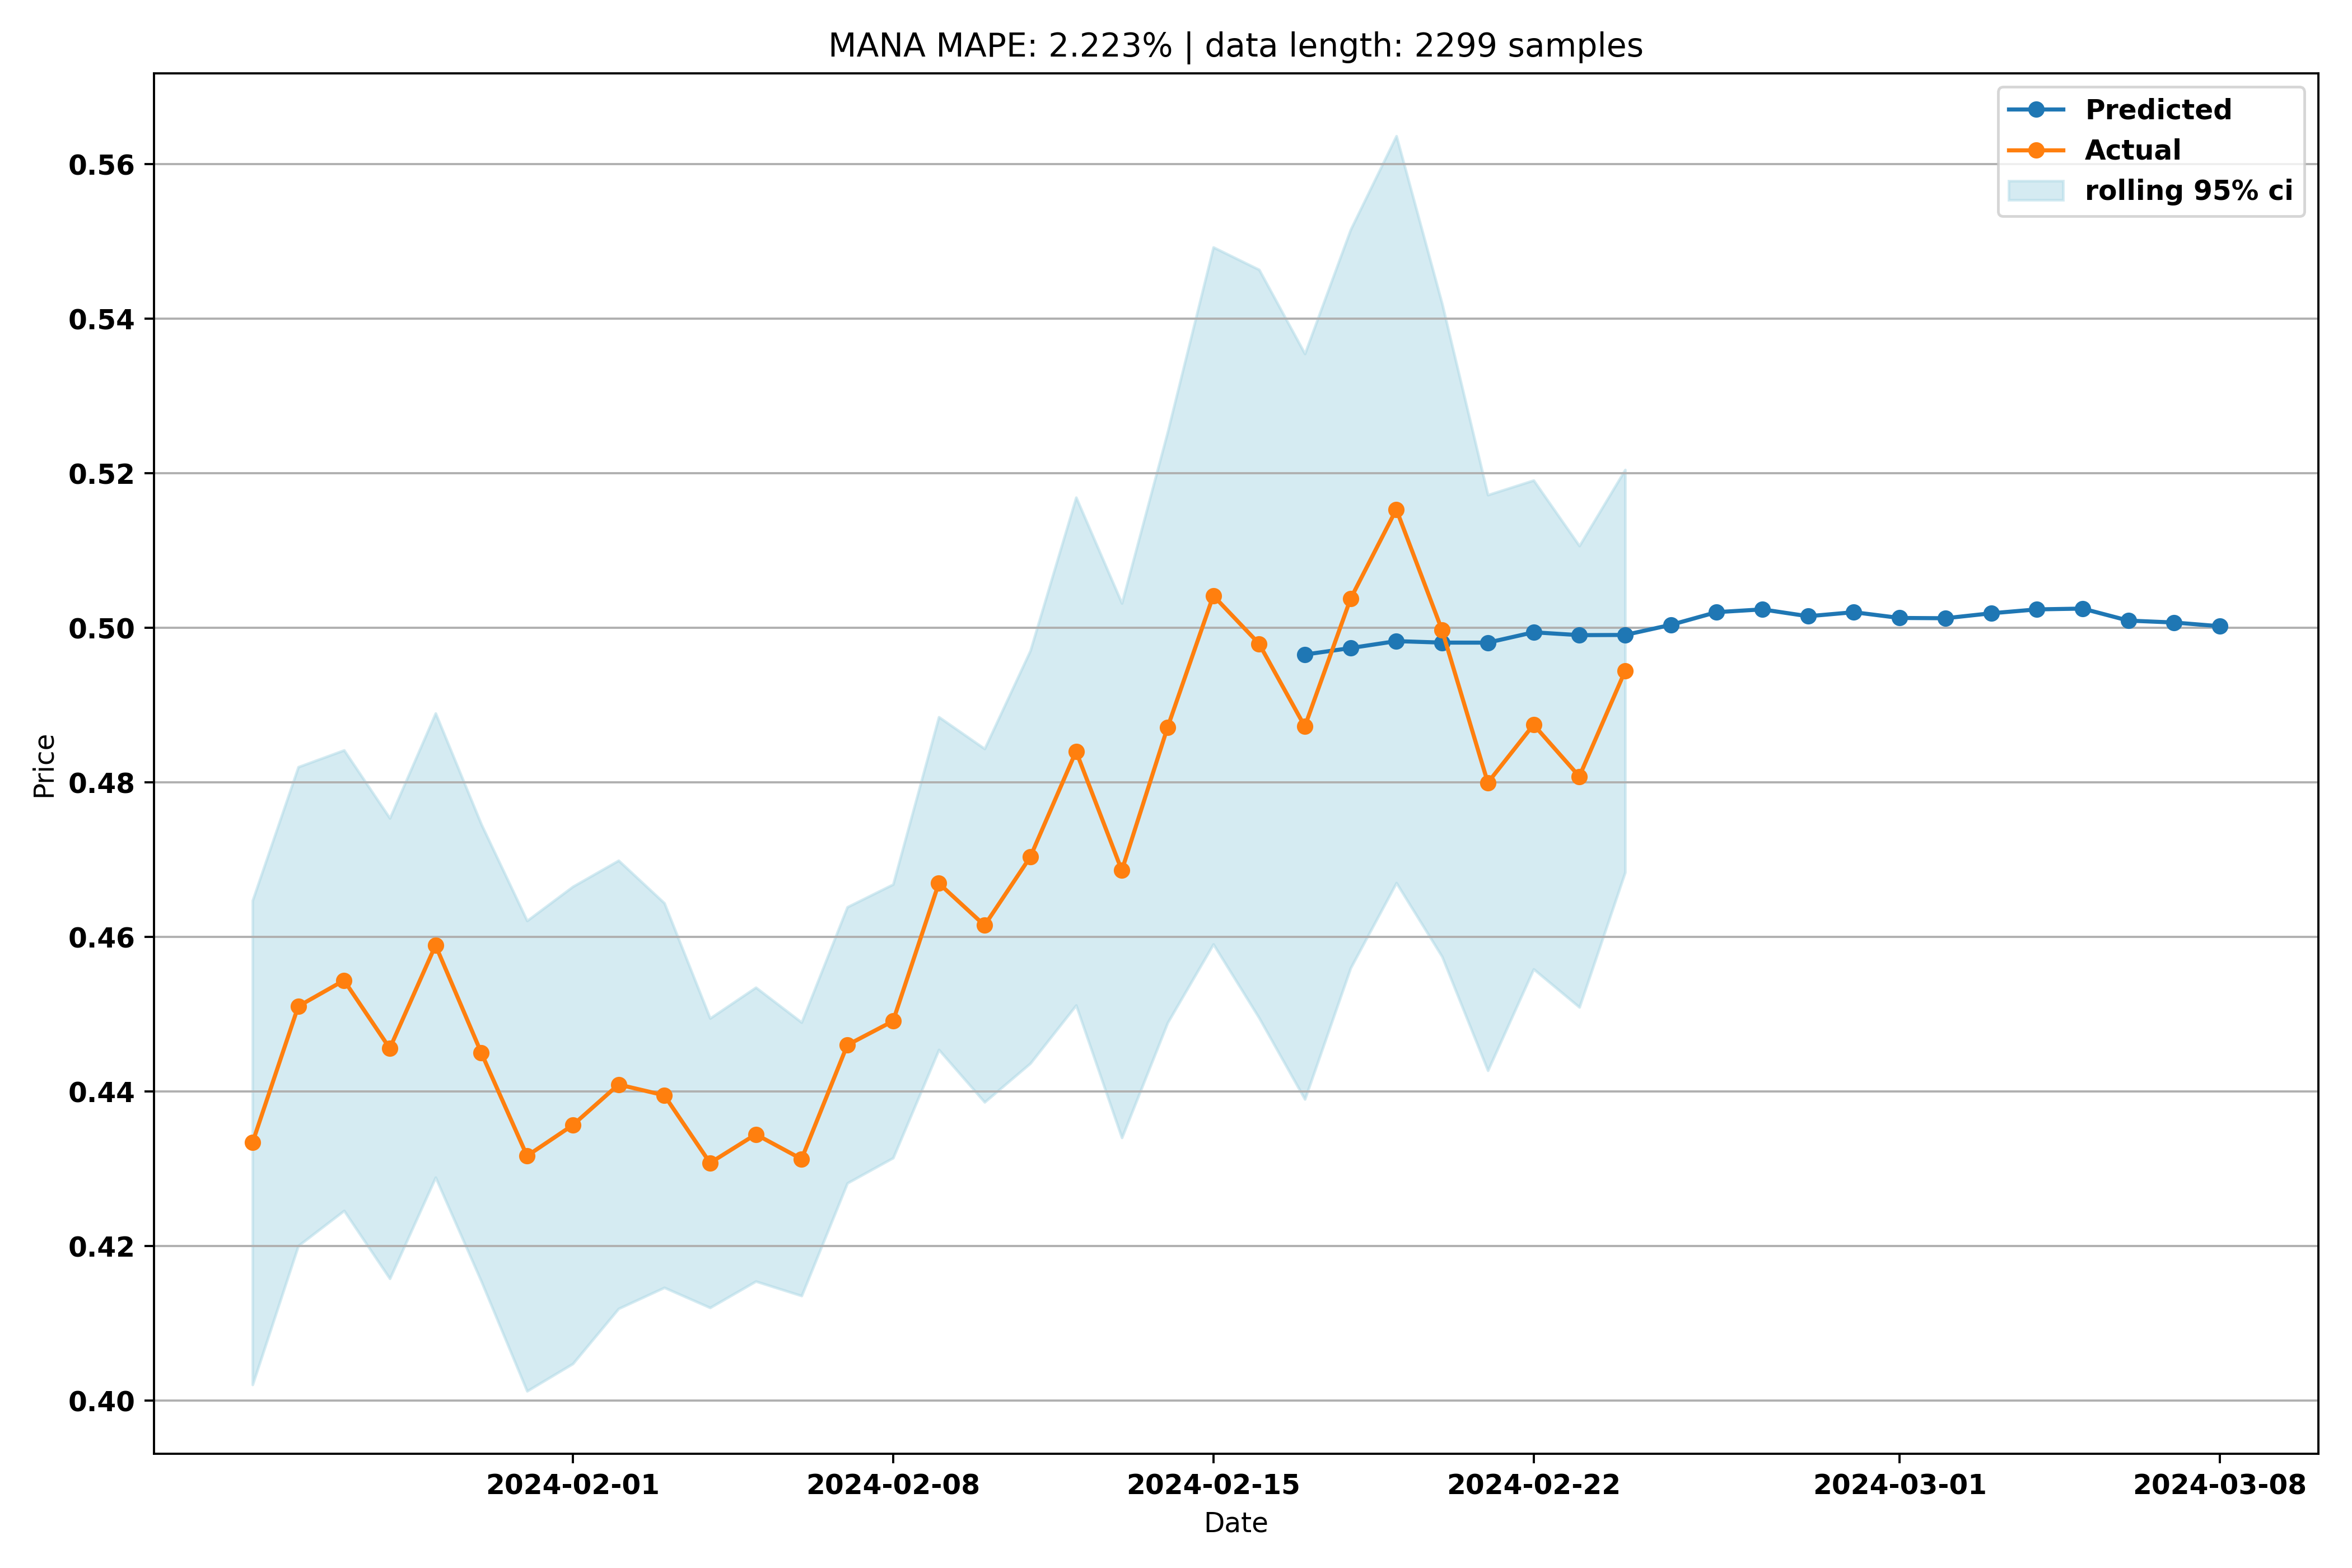 MANA MAPE: 2.223% | data length: 2299 samples
Predicted
Actual
rolling 95% ci
0.56
0.54
0.52
0.50
0.48
0.46
0.44
0.42
0.40
Price
2024-02-01 2024-02-08 2024-02-15 2024-02-22 2024-03-01 2024-03-08
Date